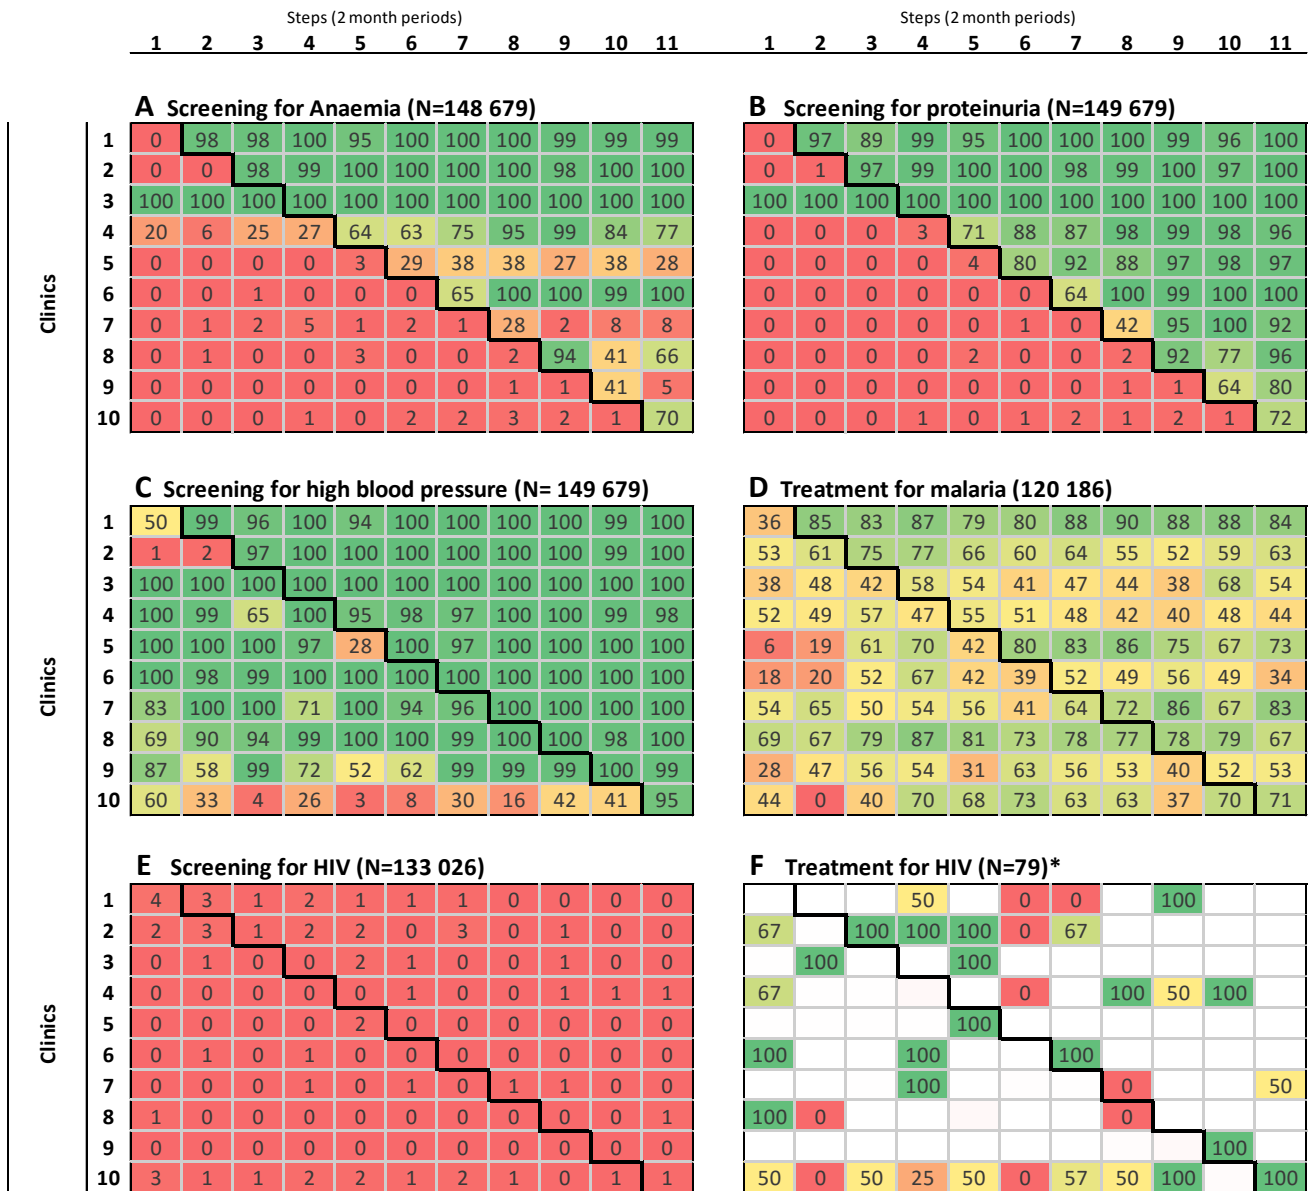 Steps (2 month periods) Steps (2 month periods)
1 2 3 4 5 6 7 8 9 10 11 1 2 3 4 5 6 7 8 9 10 11
A Screening for Anaemia (N=148 679) B Screening for proteinuria (N=149 679)
Clinics
1 0 98 98 100 95 100 100 100 99 99 99 0 97 89 99 95 100 100 100 99 96 100
2 0 0 98 99 100 100 100 100 98 100 100 0 1 97 99 100 100 98 99 100 97 100
3 100 100 100 100 100 100 100 100 100 100 100 100 100 100 100 100 100 100 100 100 100 100
4 20 6 25 27 64 63 75 95 99 84 77 0 0 0 3 71 88 87 98 99 98 96
5 0 0 0 0 3 29 38 38 27 38 28 0 0 0 0 4 80 92 88 97 98 97
6 0 0 1 0 0 0 65 100 100 99 100 0 0 0 0 0 0 64 100 99 100 100
7 0 1 2 5 1 2 1 28 2 8 8 0 0 0 0 0 1 0 42 95 100 92
8 0 1 0 0 3 0 0 2 94 41 66 0 0 0 0 2 0 0 2 92 77 96
9 0 0 0 0 0 0 0 1 1 41 5 0 0 0 0 0 0 0 1 1 64 80
10 0 0 0 1 0 2 2 3 2 1 70 0 0 0 1 0 1 2 1 2 1 72
C Screening for high blood pressure (N= 149 679) D Treatment for malaria (120 186)
Clinics
1 50 99 96 100 94 100 100 100 100 99 100 36 85 83 87 79 80 88 90 88 88 84
2 1 2 97 100 100 100 100 100 100 99 100 53 61 75 77 66 60 64 55 52 59 63
3 100 100 100 100 100 100 100 100 100 100 100 38 48 42 58 54 41 47 44 38 68 54
4 100 99 65 100 95 98 97 100 100 99 98 52 49 57 47 55 51 48 42 40 48 44
5 100 100 100 97 28 100 97 100 100 100 100 6 19 61 70 42 80 83 86 75 67 73
6 100 98 99 100 100 100 100 100 100 100 100 18 20 52 67 42 39 52 49 56 49 34
7 83 100 100 71 100 94 96 100 100 100 100 54 65 50 54 56 41 64 72 86 67 83
8 69 90 94 99 100 100 99 100 100 98 100 69 67 79 87 81 73 78 77 78 79 67
9 87 58 99 72 52 62 99 99 99 100 99 28 47 56 54 31 63 56 53 40 52 53
10 60 33 4 26 3 8 30 16 42 41 95 44 0 40 70 68 73 63 63 37 70 71
E Screening for HIV (N=133 026) F Treatment for HIV (N=79)*
Clinics
1 4 3 1 2 1 1 1 0 0 0 0 50 0 0 100
2 2 3 1 2 2 0 3 0 1 0 0 67 100 100 100 0 67
3 0 1 0 0 2 1 0 0 1 0 0 100 100
4 0 0 0 0 0 1 0 0 1 1 1 67 0 100 50 100
5 0 0 0 0 2 0 0 0 0 0 0 100
6 0 1 0 1 0 0 0 0 0 0 0 100 100 100
7 0 0 0 1 0 1 0 1 1 0 0 100 0 50
8 1 0 0 0 0 0 0 0 0 0 1 100 0 0
9 0 0 0 0 0 0 0 0 0 0 0 100
10 3 1 1 2 2 1 2 1 0 1 1 50 0 50 25 50 0 57 50 100 100